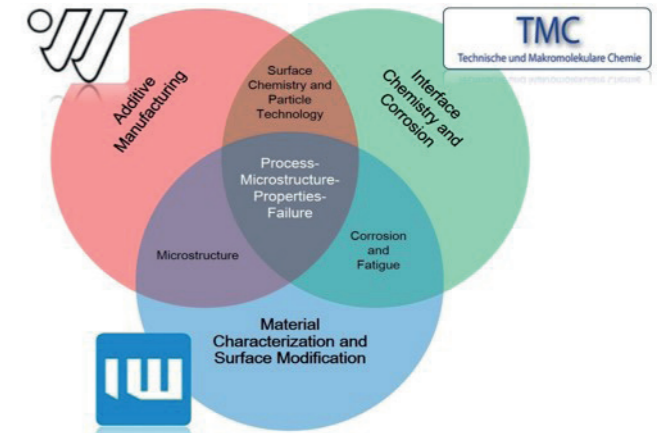 TMC
Technische und Makromolekulare Chemie
Additive
Manufacturing
Surface
Chemistry and
Particle
Technology
Interface
Chemistry and
Corrosion
Process-
Microstructure-
Properties-
Failure
Microstructure
Corrosion
and
Fatigue
Material
Characterization and
Surface Modification
IW